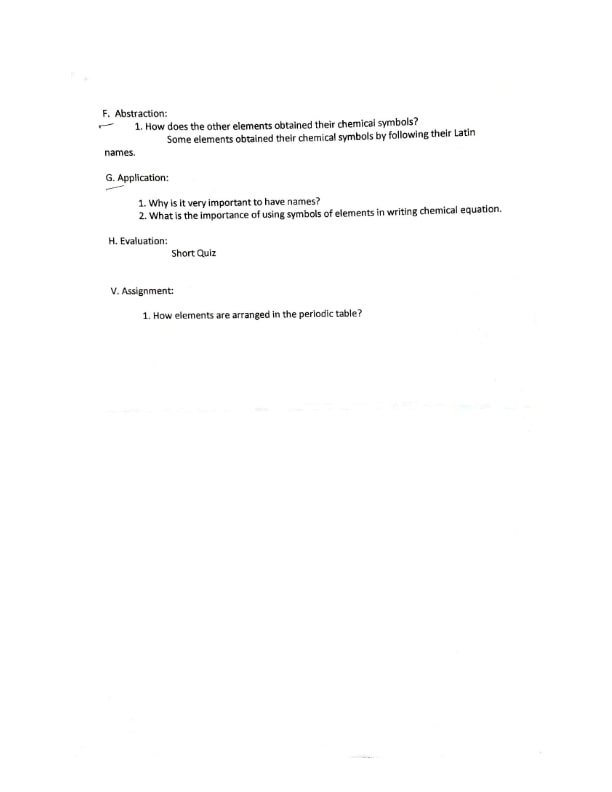 F. Abstraction:
1. How does the other elements obtained their chemical symbols?
Some elements obtained their chemical symbols by following their Latin
names.
G. Application:
1. Why is it very important to have names?
2. What is the importance of using symbols of elements in writing chemical equation.
H. Evaluation:
Short Quiz
V. Assignment:
1. How elements are arranged in the periodic table?